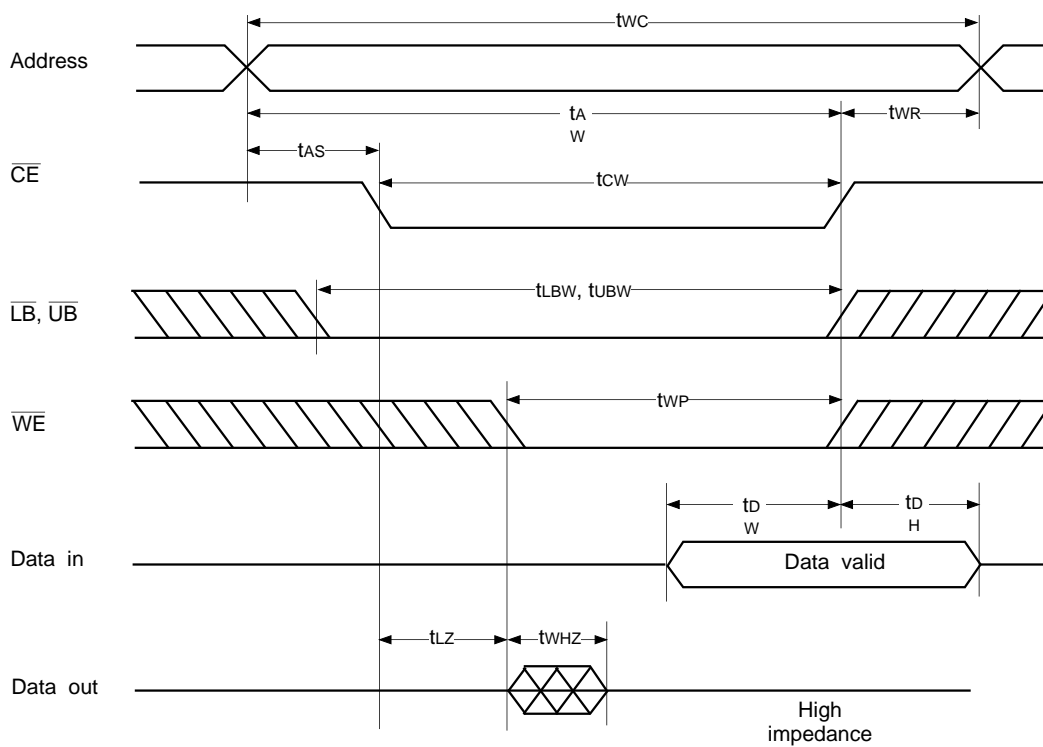 tWC
Address
tA
W
tWR
tAS
CE
tCW
LB, UB
tLBW, tUBW
WE
tWP
tD
W
tD
H
Data in
Data valid
tLZ
tWHZ
Data out
High
impedance